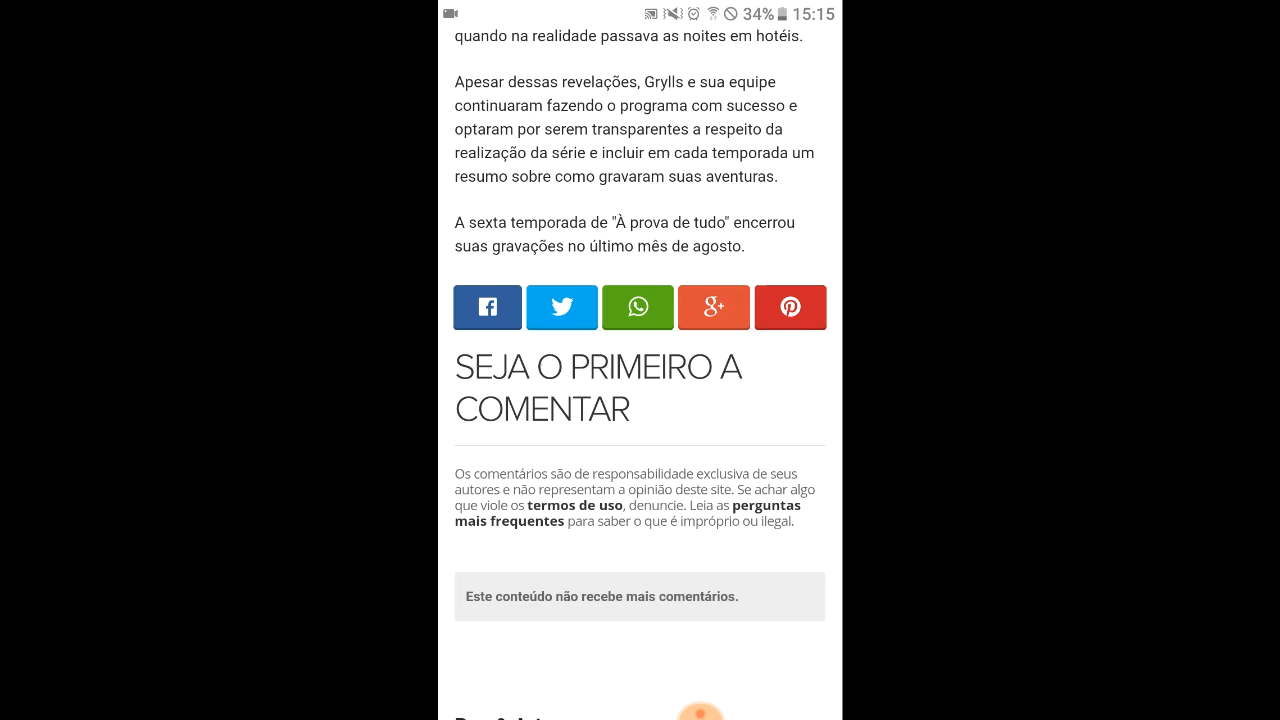 34% 15:15
quando na realidade passava as noites em hotéis.
Apesar dessas revelações, Grylls e sua equipe
continuaram fazendo o programa com sucesso e
optaram por serem transparentes a respeito da
realização da série e incluir em cada temporada um
resumo sobre como gravaram suas aventuras.
A sexta temporada de "À prova de tudo" encerrou
suas gravações no último mês de agosto.
SEJA O PRIMEIRO A
COMENTAR
Os comentários são de responsabilidade exclusiva de seus
autores e não representam a opinião deste site. Se achar algo
que viole os termos de uso, denuncie. Leia as perguntas
mais frequentes para saber o que é impróprio ou ilegal.
Este conteúdo não recebe mais comentários.